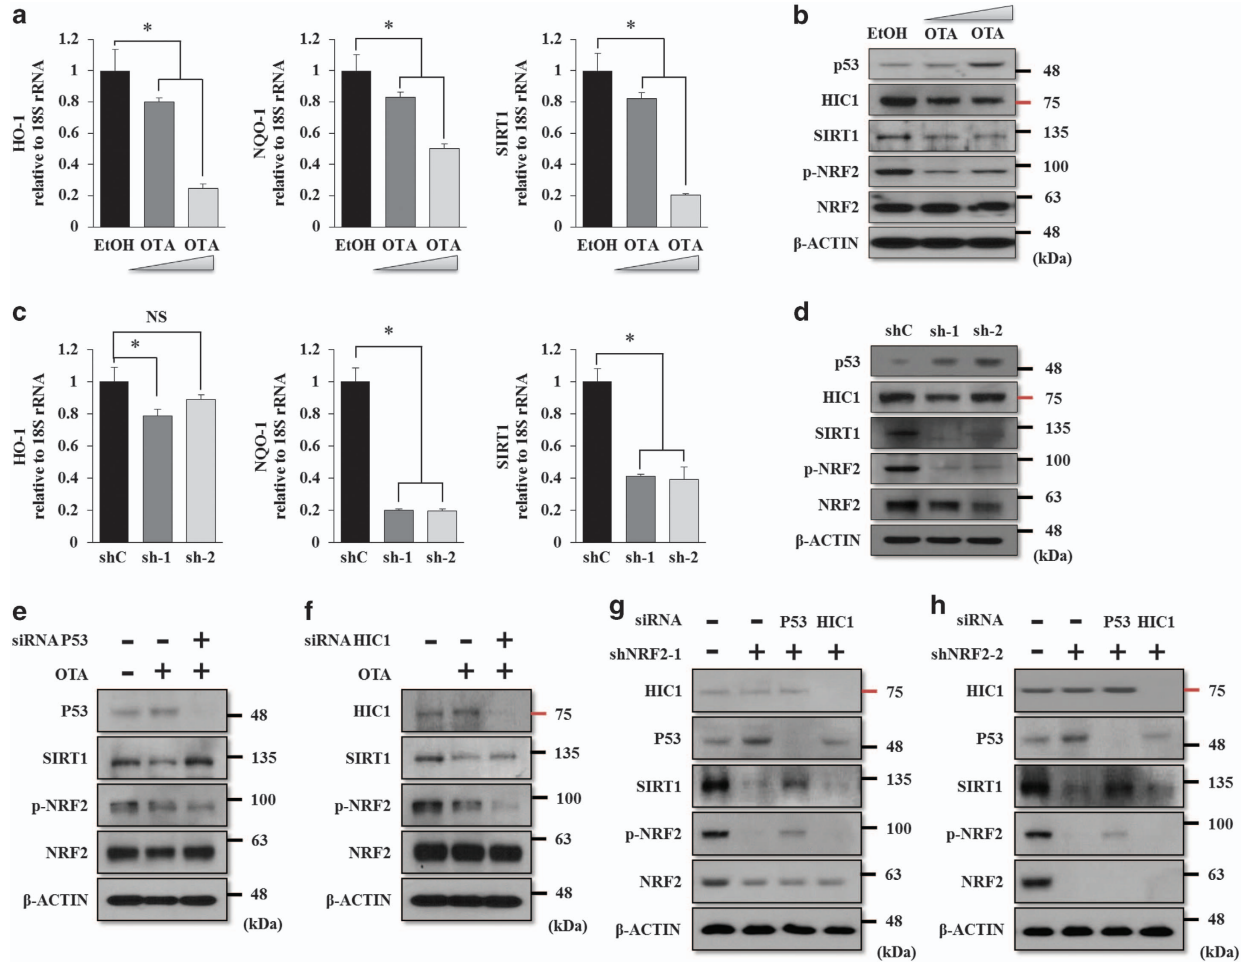 a
HO-1
relative to 18S rRNA
1.2
1
0.8
0.6
0.4
0.2
0
*
EtOH OTA OTA
NQO-1
relative to 18S rRNA
1.2
1
0.8
0.6
0.4
0.2
0
*
EtOH OTA OTA
SIRT1
relative to 18S rRNA
1.2
1
0.8
0.6
0.4
0.2
0
*
EtOH OTA OTA
b
EtOH OTA OTA
p53
48
HIC1
75
SIRT1
135
p-NRF2
100
NRF2
63
β-ACTIN
48
(kDa)
c
HO-1
relative to 18S rRNA
1.2
1
0.8
0.6
0.4
0.2
0
NS
*
shC sh-1 sh-2
NQO-1
relative to 18S rRNA
1.2
1
0.8
0.6
0.4
0.2
0
*
shC sh-1 sh-2
SIRT1
relative to 18S rRNA
1.2
1
0.8
0.6
0.4
0.2
0
*
shC sh-1 sh-2
d
shC sh-1 sh-2
p53
48
HIC1
75
SIRT1
135
p-NRF2
100
NRF2
63
β-ACTIN
48
(kDa)
e
siRNA P53 - - +
OTA - + +
P53
48
SIRT1
135
p-NRF2
100
NRF2
63
β-ACTIN
48
(kDa)
f
siRNA HIC1 - - +
OTA - + +
HIC1
75
SIRT1
135
p-NRF2
100
NRF2
63
β-ACTIN
48
(kDa)
g
siRNA - - P53 HIC1
shNRF2-1 - + + +
HIC1
75
P53
48
SIRT1
135
p-NRF2
100
NRF2
63
β-ACTIN
48
(kDa)
h
siRNA - - P53 HIC1
shNRF2-2 - + + +
HIC1
75
P53
48
SIRT1
135
p-NRF2
100
NRF2
63
β-ACTIN
48
(kDa)